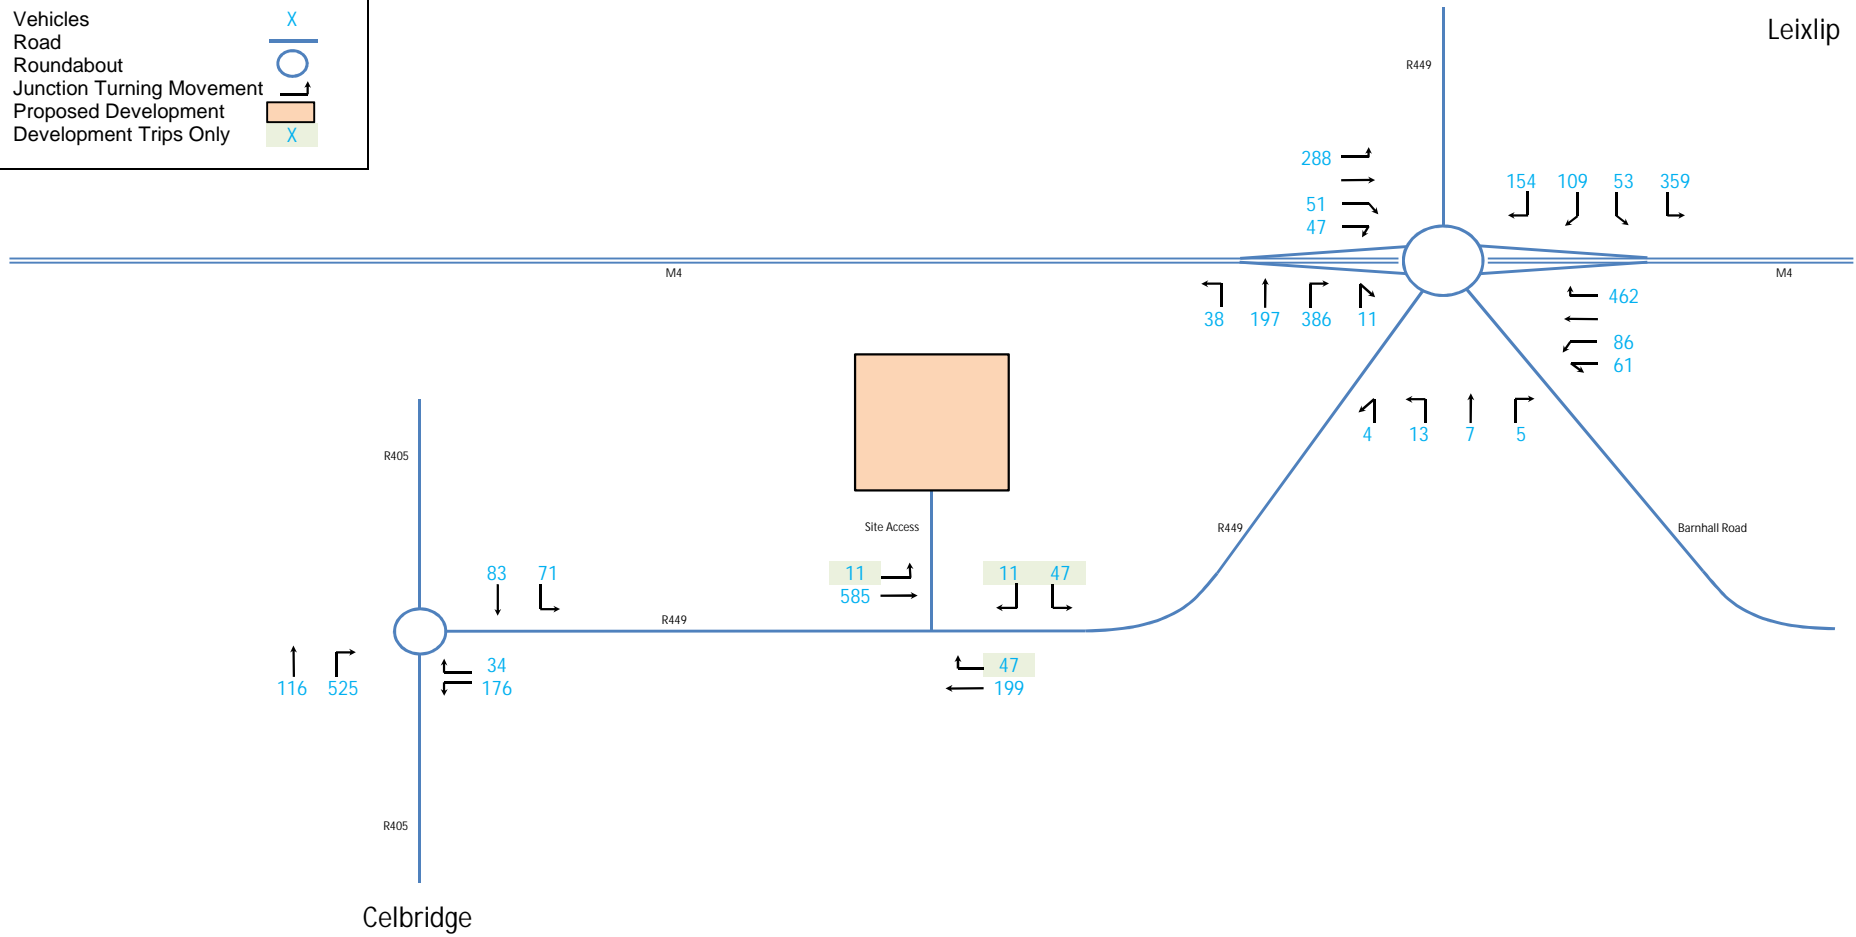 Vehicles X
Road
Roundabout
Junction Turning Movement
Proposed Development
Development Trips Only X
Leixlip
R449
288
51
47
154 109 53 359
M4
M4
38 197 386 11
462
86
61
4 13 7 5
R405
Site Access
R449
Barnhall Road
83 71
11
585
11 47
R449
116 525
34
176
47
199
R405
Celbridge